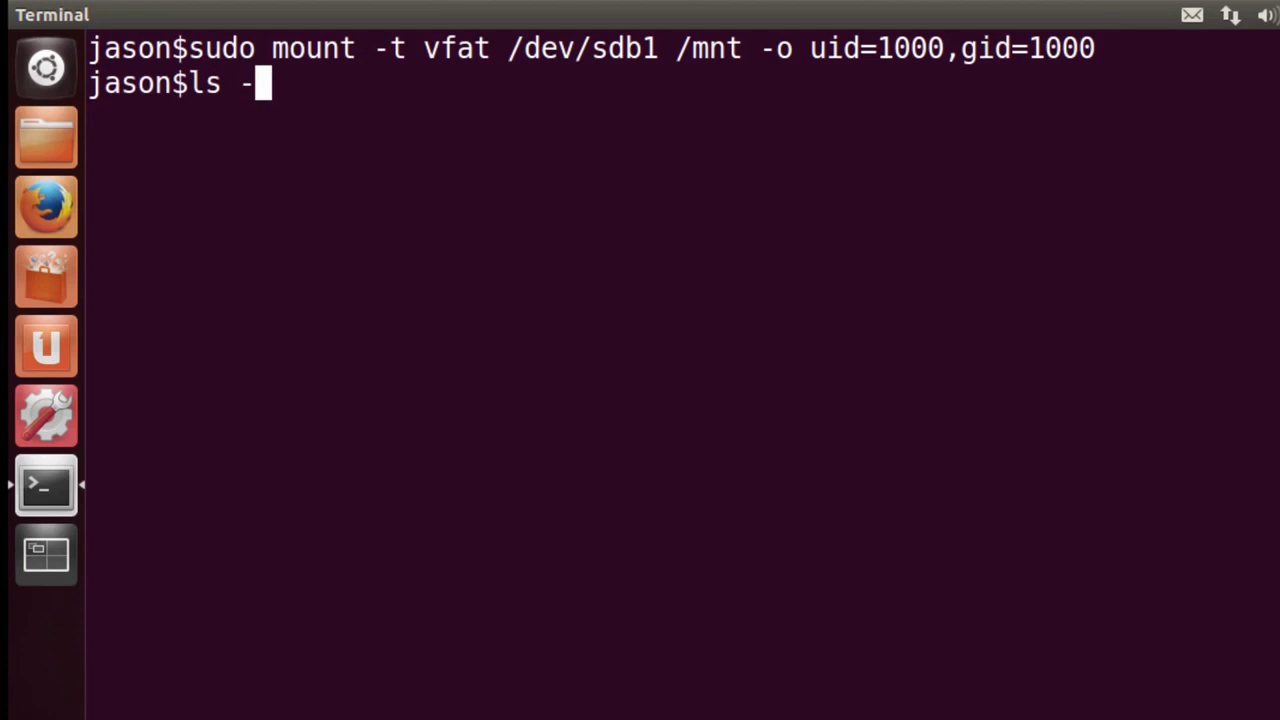 Terminal
jason$sudo mount -t vfat /dev/sdb1 /mnt -o uid=1000,gid=1000
jason$ls -